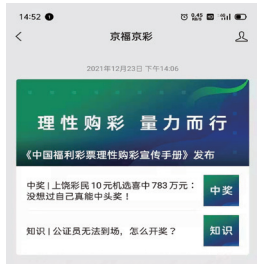 14:52
京福京彩
2021年12月23日 下午14:06
理性购彩 量力而行
《中国福利彩票理性购彩宣传手册》发布
中奖 | 上饶彩民10元机选喜中783万元：
没想过自己真能中头奖！
中奖
知识 | 公证员无法到场，怎么开奖？
知识